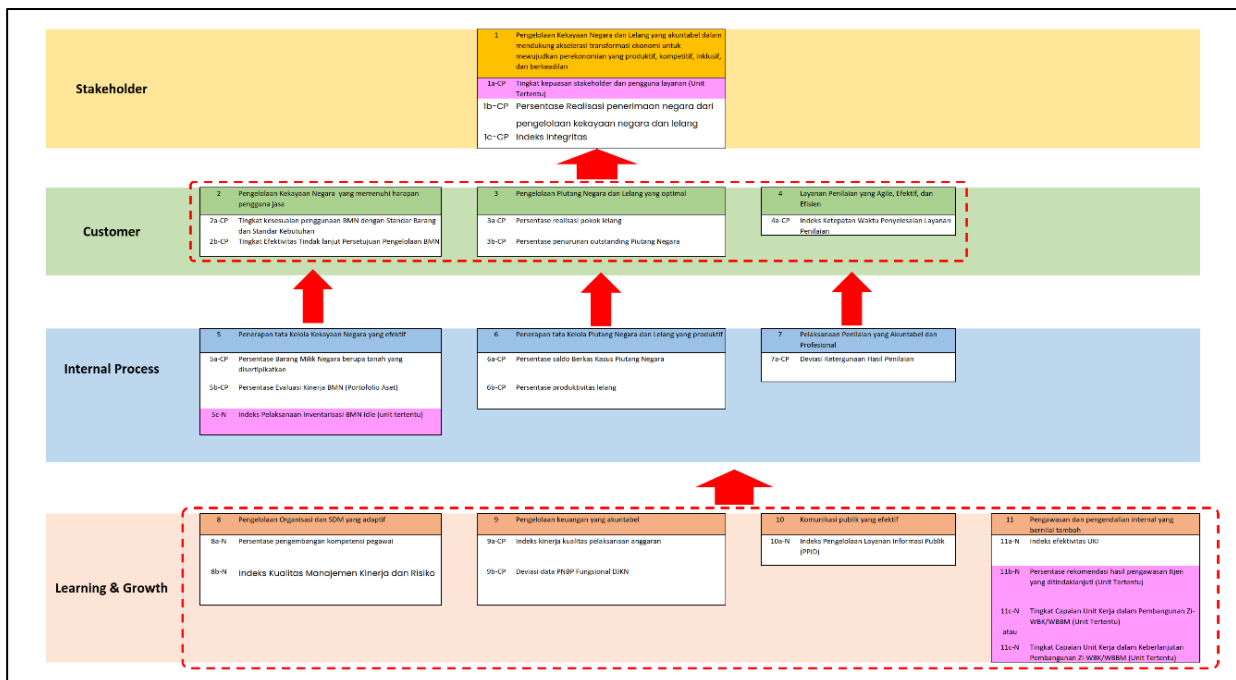 Stakeholder
1 Pengelolaan Kekayaan Negara dan Lelang yang akuntabel dalam
mendukung akselerasi transformasi ekonomi untuk
mewujudkan perekonomian yang produktif, kompetitif, inklusif,
dan berkeadilan
1a-CP Tingkat kepuasan stakeholder dan pengguna layanan (Unit
Tertentu)
1b-CP Persentase Realisasi penerimaan negara dari
pengelolaan kekayaan negara dan lelang
1c-CP Indeks Integritas
Customer
2 Pengelolaan Kekayaan Negara yang memenuhi harapan
pengguna jasa
2a-CP Tingkat kesesuaian penggunaan BMN dengan Standar Barang
dan Standar Kebutuhan
2b-CP Tingkat Efektivitas Tindak lanjut Persetujuan Pengelolaan BMN
3 Pengelolaan Piutang Negara dan Lelang yang optimal
3a-CP Persentase realisasi pokok lelang
3b-CP Persentase penurunan outstanding Piutang Negara
4 Layanan Penilaian yang Agile, Efektif, dan
Efisien
4a-CP Indeks Ketepatan Waktu Penyelesaian Layanan
Penilaian
Internal Process
5 Penerapan tata Kelola Kekayaan Negara yang efektif
5a-CP Persentase Barang Milik Negara berupa tanah yang
disertipikatkan
5b-CP Persentase Evaluasi Kinerja BMN (Portofolio Aset)
5c-N Indeks Pelaksanaan Inventarisasi BMN Idle (unit tertentu)
6 Penerapan tata Kelola Piutang Negara dan Lelang yang produktif
6a-CP Persentase saldo Berkas Kasus Piutang Negara
6b-CP Persentase produktivitas lelang
7 Pelaksanaan Penilaian yang Akuntabel dan
Profesional
7a-CP Deviasi Ketergunaan Hasil Penilaian
Learning & Growth
8 Pengelolaan Organisasi dan SDM yang adaptif
8a-N Persentase pengembangan kompetensi pegawai
8b-N Indeks Kualitas Manajemen Kinerja dan Risiko
9 Pengelolaan keuangan yang akuntabel
9a-CP Indeks kinerja kualitas pelaksanaan anggaran
9b-CP Deviasi data PNBP Fungsional DJKN
10 Komunikasi publik yang efektif
10a-N Indeks Pengelolaan Layanan Informasi Publik
(PPID)
11 Pengawasan dan pengendalian internal yang
bernilai tambah
11a-N Indeks efektivitas UKI
11b-N Persentase rekomendasi hasil pengawasan Itjen
yang ditindaklanjuti (Unit Tertentu)
11c-N Tingkat Capaian Unit Kerja dalam Pembangunan ZI-
WBK/WBBM (Unit Tertentu)
atau
11c-N Tingkat Capaian Unit Kerja dalam Keberlanjutan
Pembangunan ZI-WBK/WBBM (Unit Tertentu)